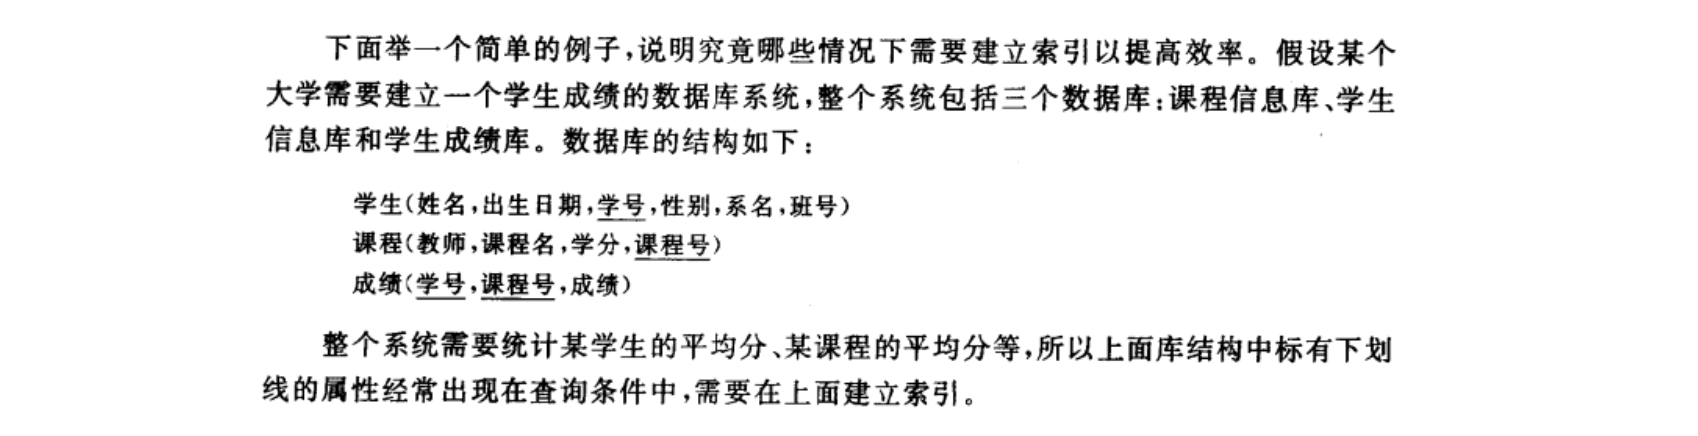 下面举一个简单的例子,说明究竟哪些情况下需要建立索引以提高效率。假设某个
大学需要建立一个学生成绩的数据库系统,整个系统包括三个数据库:课程信息库、学生
信息库和学生成绩库。数据库的结构如下:
学生(姓名,出生日期,学号,性别,系名,班号)
课程(教师,课程名,学分,课程号)
成绩(学号,课程号,成绩)
整个系统需要统计某学生的平均分、某课程的平均分等,所以上面库结构中标有下划
线的属性经常出现在查询条件中,需要在上面建立索引。